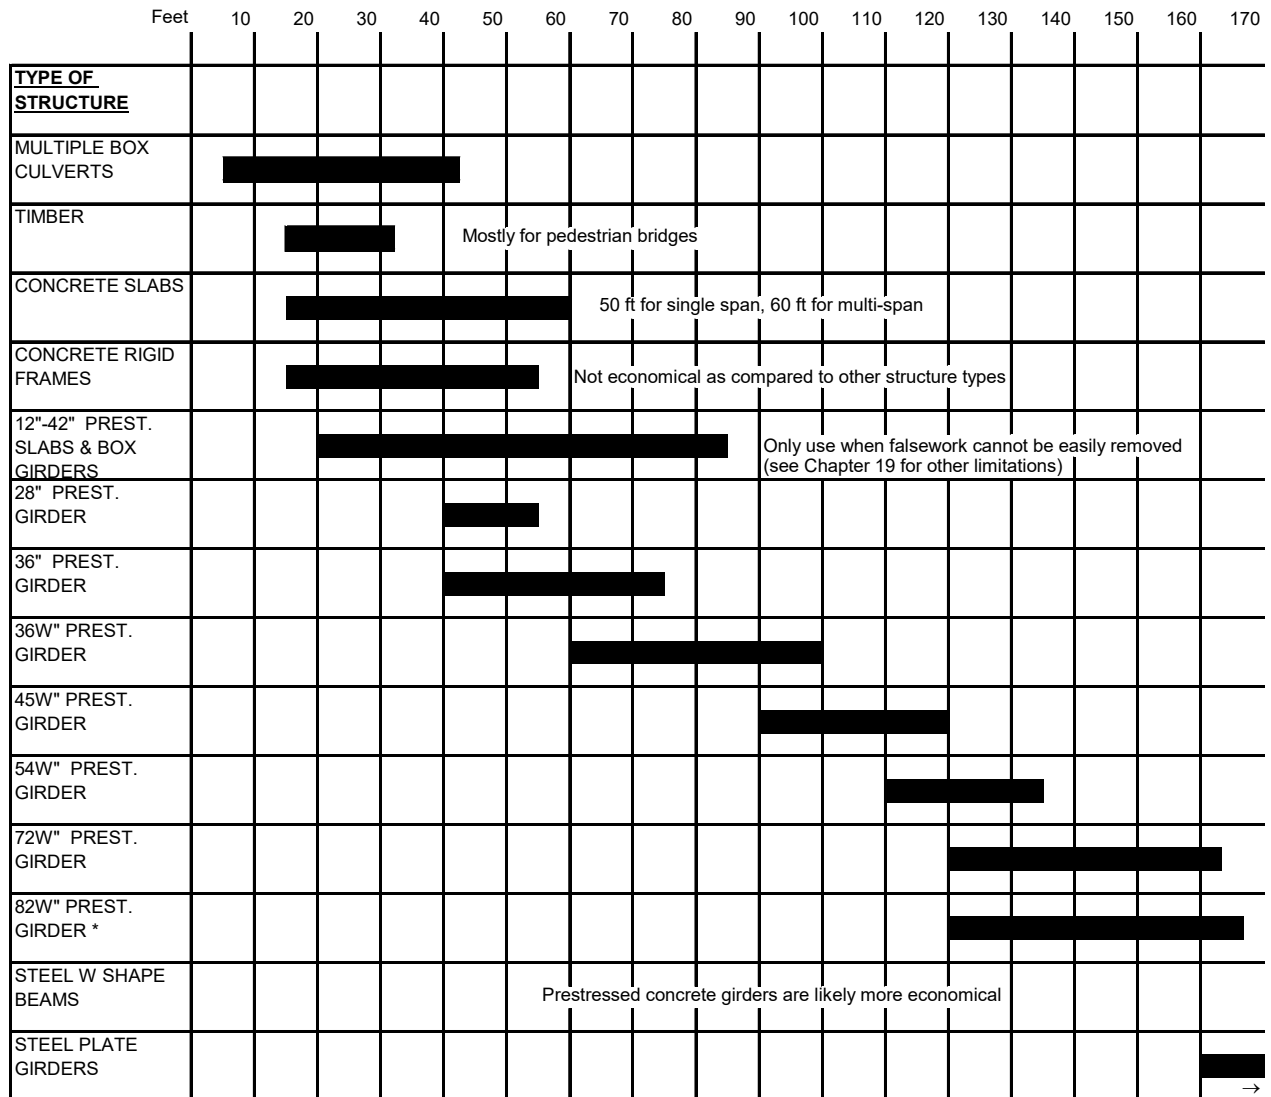 Feet 10 20 30 40 50 60 70 80 90 100 110 120 130 140 150 160 170
TYPE OF
STRUCTURE
MULTIPLE BOX
CULVERTS
TIMBER
Mostly for pedestrian bridges
CONCRETE SLABS
50 ft for single span, 60 ft for multi-span
CONCRETE RIGID
FRAMES
Not economical as compared to other structure types
12"-42" PREST.
SLABS & BOX
GIRDERS
Only use when falsework cannot be easily removed
(see Chapter 19 for other limitations)
28" PREST.
GIRDER
36" PREST.
GIRDER
36W" PREST.
GIRDER
45W" PREST.
GIRDER
54W" PREST.
GIRDER
72W" PREST.
GIRDER
82W" PREST.
GIRDER *
STEEL W SHAPE
BEAMS
Prestressed concrete girders are likely more economical
STEEL PLATE
GIRDERS
→